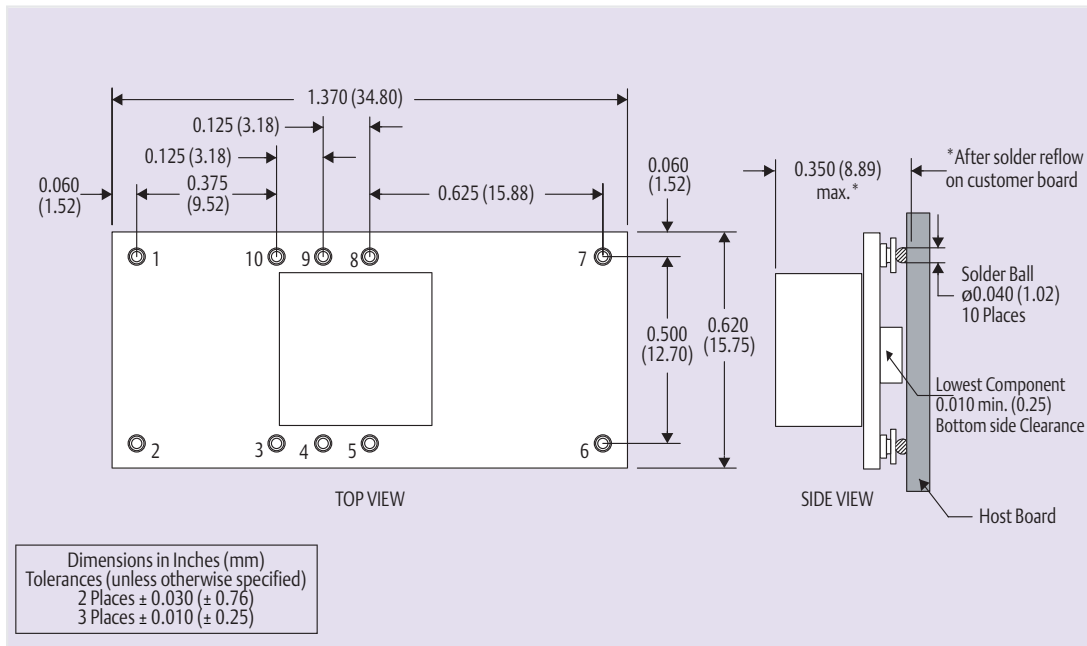 1.370 (34.80)
0.125 (3.18)
0.125 (3.18)
0.060
(1.52)
0.375
(9.52)
0.625 (15.88)
0.060
(1.52)
0.350 (8.89)
max.*
*After solder reflow
on customer board
1
10
9
8
7
Solder Ball
ø0.040 (1.02)
10 Places
0.500
(12.70)
0.620
(15.75)
Lowest Component
0.010 min. (0.25)
Bottom side Clearance
2
3
4
5
6
TOP VIEW
SIDE VIEW
Host Board
Dimensions in Inches (mm)
Tolerances (unless otherwise specified)
2 Places ± 0.030 (± 0.76)
3 Places ± 0.010 (± 0.25)